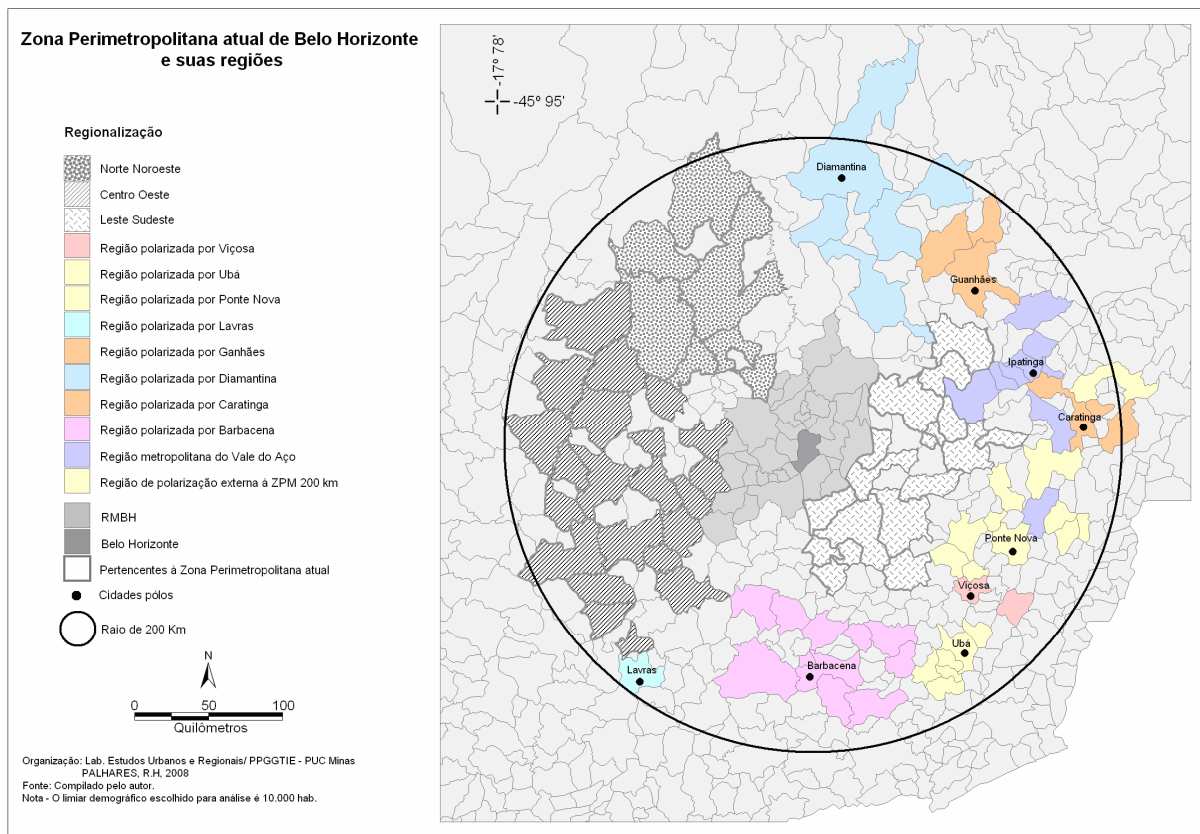 Zona Perimetropolitana atual de Belo Horizonte
e suas regiões
Regionalização
Norte Noroeste
Centro Oeste
Leste Sudeste
Região polarizada por Viçosa
Região polarizada por Ubá
Região polarizada por Ponte Nova
Região polarizada por Lavras
Região polarizada por Ganhães
Região polarizada por Diamantina
Região polarizada por Caratinga
Região polarizada por Barbacena
Região metropolitana do Vale do Aço
Região de polarização externa à ZPM 200 km
RMBH
Belo Horizonte
Pertencentes à Zona Perimetropolitana atual
Cidades pólos
Raio de 200 Km
N
0 50 100
Quilômetros
Organização: Lab. Estudos Urbanos e Regionais/ PPGGTIE - PUC Minas
PALHARES, R.H, 2008
Fonte: Compilado pelo autor.
Nota - O limiar demográfico escolhido para análise é 10.000 hab.
-17º 78'
-45º 95'
Diamantina
Guanhães
Ipatinga
Caratinga
Ponte Nova
Viçosa
Ubá
Barbacena
Lavras